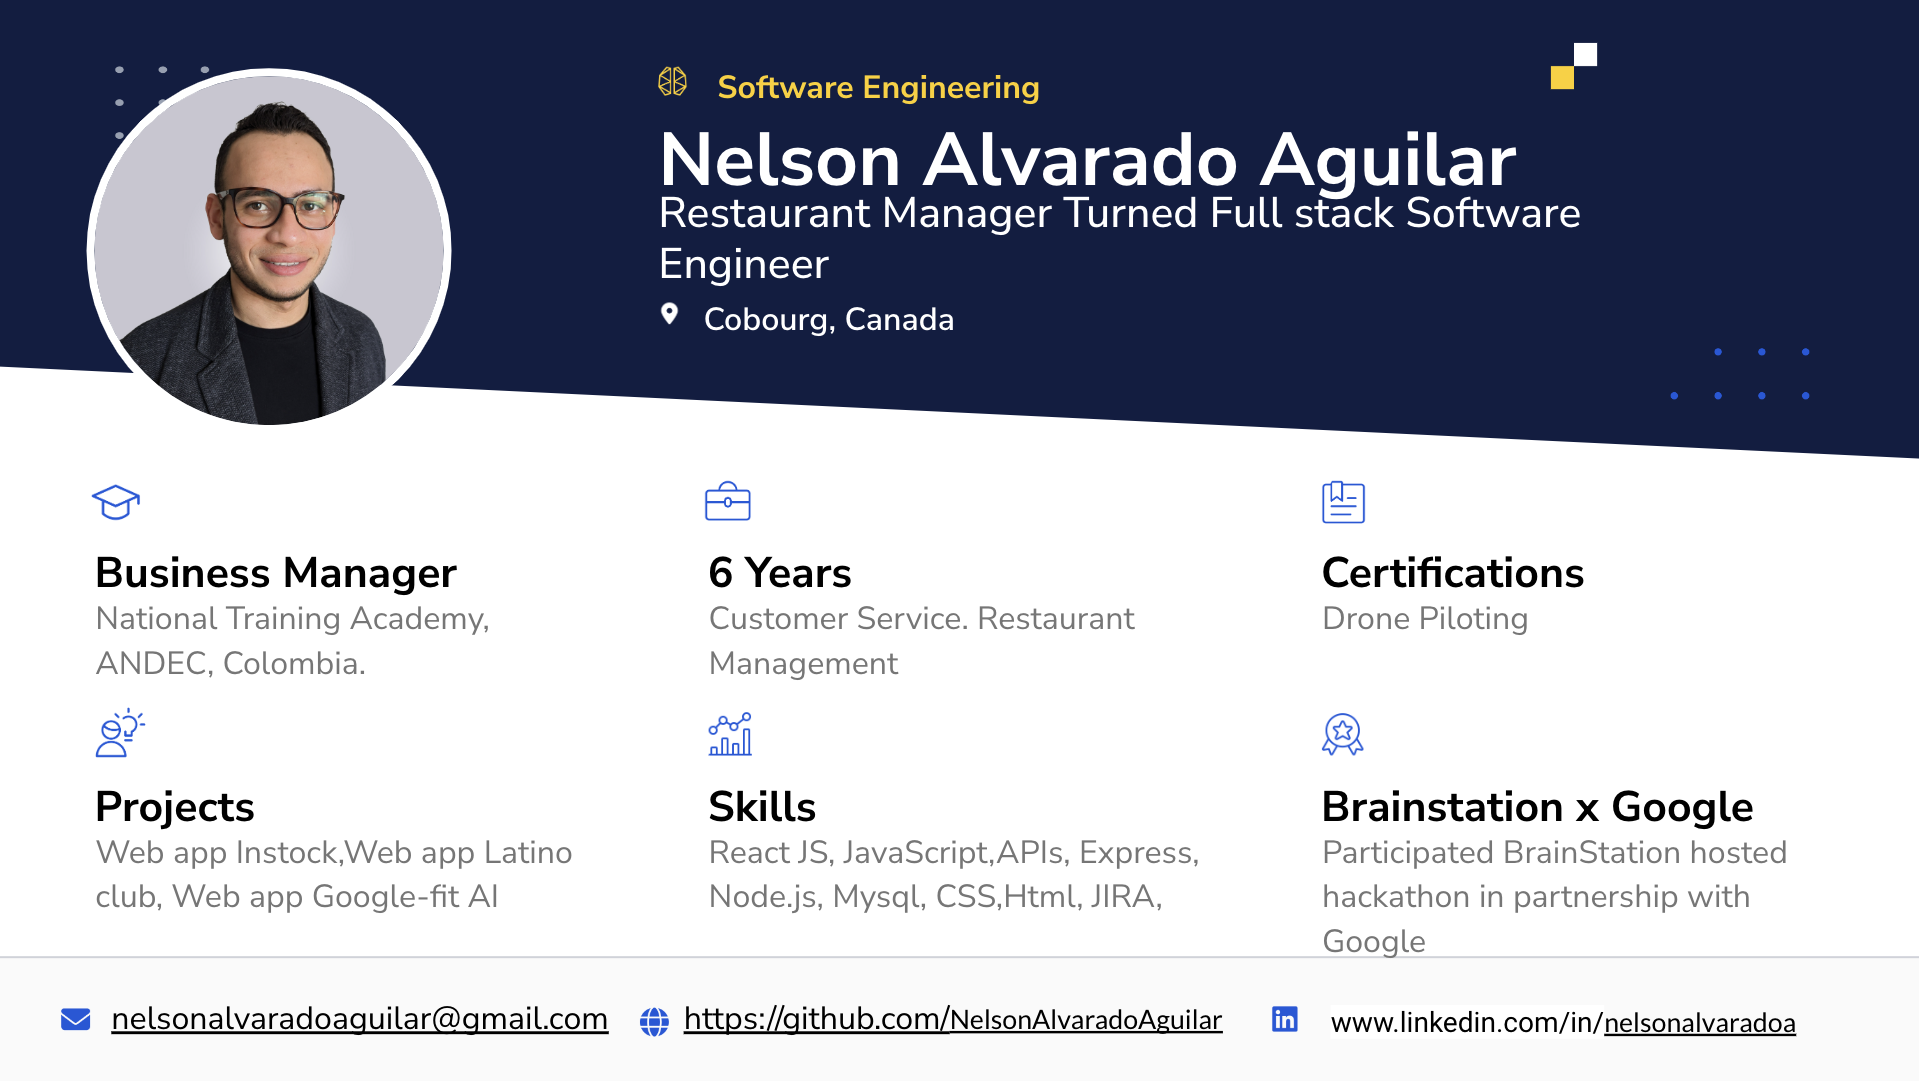 Software Engineering
Nelson Alvarado Aguilar
Restaurant Manager Turned Full stack Software
Engineer
Cobourg, Canada
Business Manager
National Training Academy,
ANDEC, Colombia.
6 Years
Customer Service. Restaurant
Management
Certifications
Drone Piloting
Projects
Web app Instock,Web app Latino
club, Web app Google-fit AI
Skills
React JS, JavaScript,APIs, Express,
Node.js, Mysql, CSS,Html, JIRA,
Brainstation x Google
Participated BrainStation hosted
hackathon in partnership with
Google
nelsonalvaradoaguilar@gmail.com
https://github.com/NelsonAlvaradoAguilar
in
www.linkedin.com/in/nelsonalvaradoa